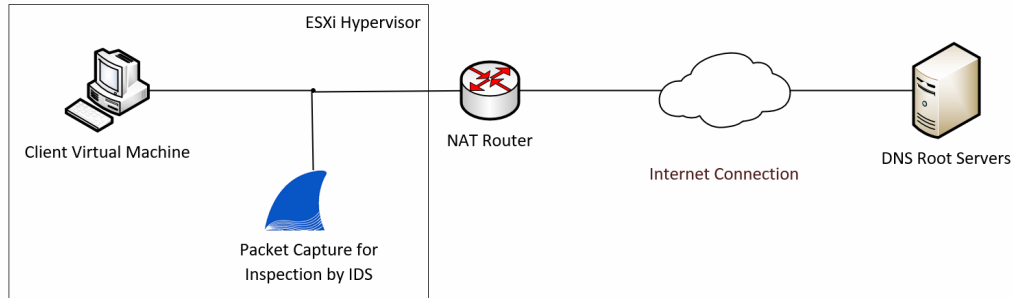 ESXi Hypervisor
Client Virtual Machine
NAT Router
Internet Connection
DNS Root Servers
Packet Capture for
Inspection by IDS